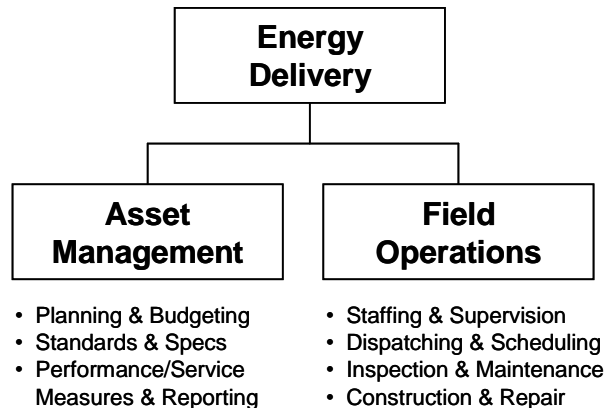 Energy
Delivery
Asset
Management
Field
Operations
• Planning & Budgeting
• Standards & Specs
• Performance/Service
Measures & Reporting
• Staffing & Supervision
• Dispatching & Scheduling
• Inspection & Maintenance
• Construction & Repair